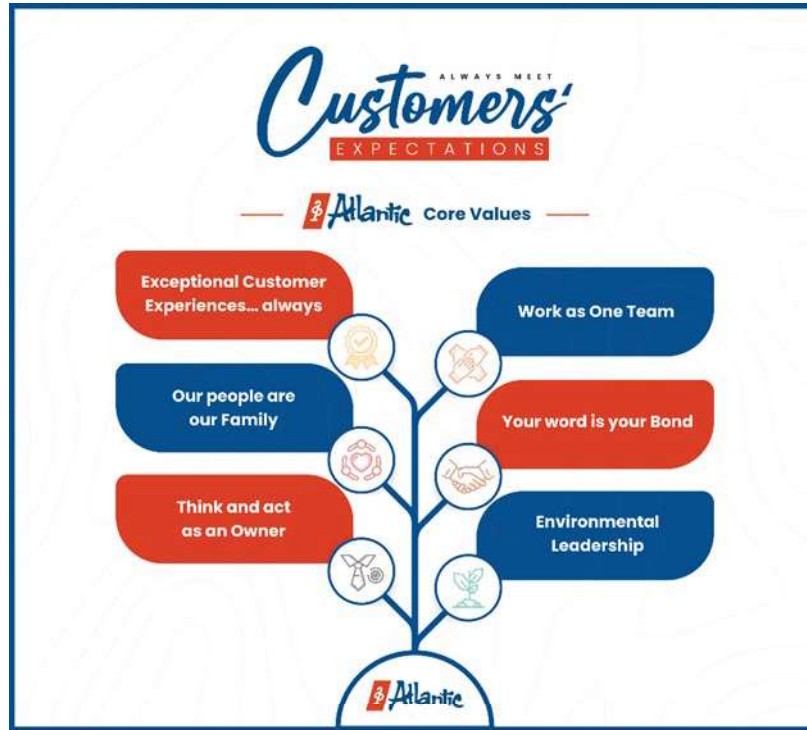 ALWAYS MEET
Customers'
EXPECTATIONS
Atlantic Core Values
Exceptional Customer
Experiences... always
Work as One Team
Our people are
our Family
Your word is your Bond
Think and act
as an Owner
Environmental
Leadership
Atlantic